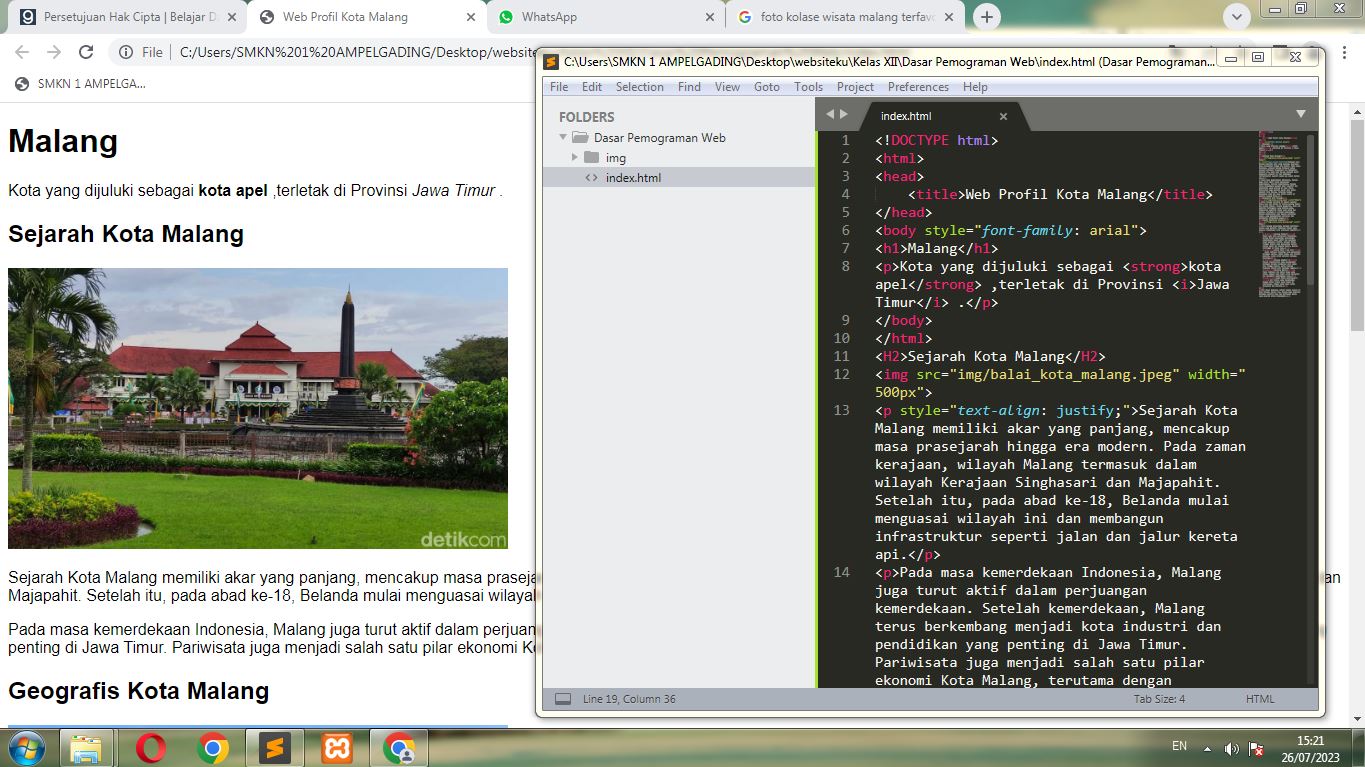 Persetujuan Hak Cipta | Belajar D
Web Profil Kota Malang
WhatsApp
foto kolase wisata malang terfavo
File
C:/Users/SMKN%201%20AMPELGADING/Desktop/website
SMKN 1 AMPELGA...
Malang
Kota yang dijuluki sebagai kota apel ,terletak di Provinsi Jawa Timur .
Sejarah Kota Malang
detikcom
Sejarah Kota Malang memiliki akar yang panjang, mencakup masa praseja
Majapahit. Setelah itu, pada abad ke-18, Belanda mulai menguasai wilayah
Pada masa kemerdekaan Indonesia, Malang juga turut aktif dalam perjuan
penting di Jawa Timur. Pariwisata juga menjadi salah satu pilar ekonomi K
Geografis Kota Malang
C:\Users\SMKN 1 AMPELGADING\Desktop\websiteku\Kelas XII\Dasar Pemograman Web\index.html (Dasar Pemograman...
File Edit Selection Find View Goto Tools Project Preferences Help
FOLDERS
Dasar Pemograman Web
img
index.html
index.html
1 <!DOCTYPE html>
2 <html>
3 <head>
4 <title>Web Profil Kota Malang</title>
5 </head>
6 <body style="font-family: arial">
7 <h1>Malang</h1>
8 <p>Kota yang dijuluki sebagai <strong>kota
apel</strong> ,terletak di Provinsi <i>Jawa
Timur</i> .</p>
9 </body>
10 </html>
11 <H2>Sejarah Kota Malang</H2>
12 <img src="img/balai_kota_malang.jpeg" width="
500px">
13 <p style="text-align: justify;">Sejarah Kota
Malang memiliki akar yang panjang, mencakup
masa prasejarah hingga era modern. Pada zaman
kerajaan, wilayah Malang termasuk dalam
wilayah Kerajaan Singhasari dan Majapahit.
Setelah itu, pada abad ke-18, Belanda mulai
menguasai wilayah ini dan membangun
infrastruktur seperti jalan dan jalur kereta
api.</p>
14 <p>Pada masa kemerdekaan Indonesia, Malang
juga turut aktif dalam perjuangan
kemerdekaan. Setelah kemerdekaan, Malang
terus berkembang menjadi kota industri dan
pendidikan yang penting di Jawa Timur.
Pariwisata juga menjadi salah satu pilar
ekonomi Kota Malang, terutama dengan
Line 19, Column 36
Tab Size: 4
HTML
EN
15:21
26/07/2023